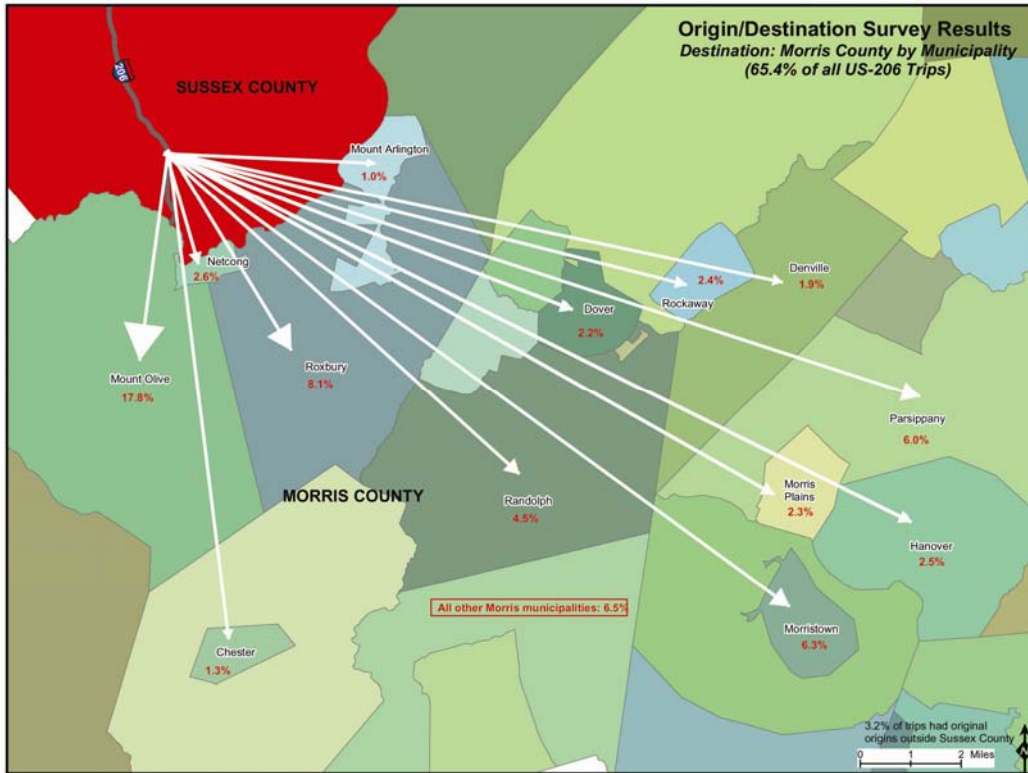 Origin/Destination Survey Results
Destination: Morris County by Municipality
(65.4% of all US-206 Trips)
206
SUSSEX COUNTY
Mount Arlington
1.0%
Netcong
2.6%
Denville
1.9%
2.4%
Rockaway
Dover
2.2%
Roxbury
8.1%
Mount Olive
17.8%
Parsippany
6.0%
MORRIS COUNTY
Randolph
4.5%
Morris
Plains
2.3%
Hanover
2.5%
All other Morris municipalities: 6.5%
Morristown
6.3%
Chester
1.3%
3.2% of trips had original
origins outside Sussex County
0 1 2 Miles
N